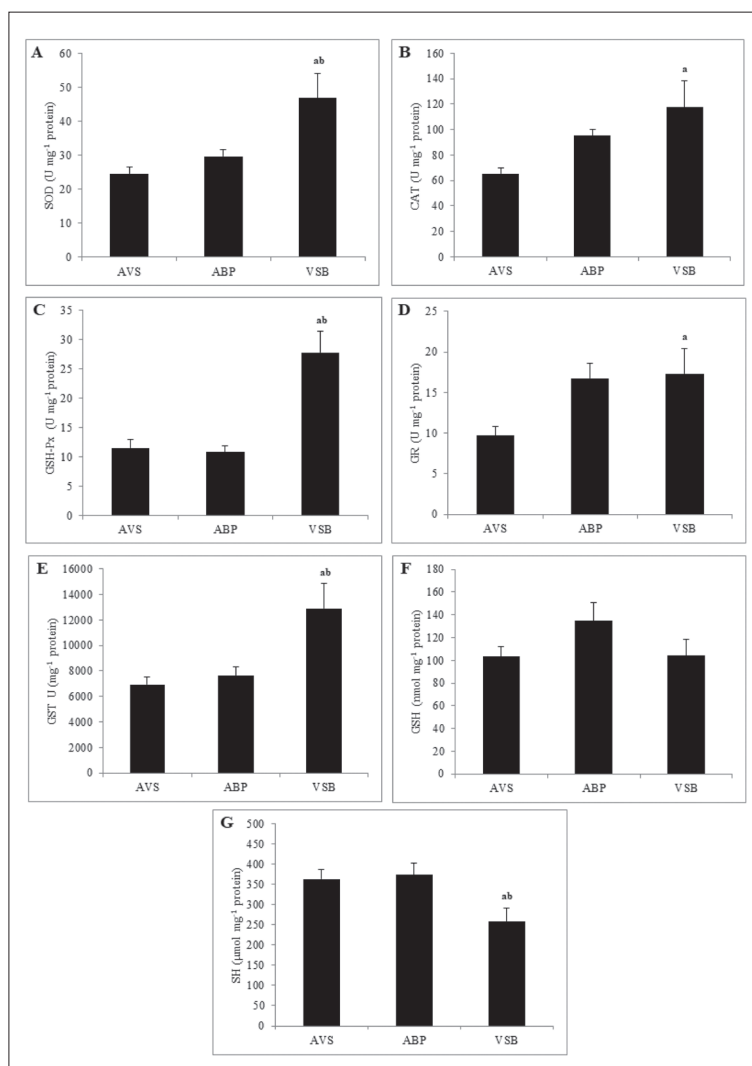 A
SOD (U mg⁻¹ protein)
60
50
40
30
20
10
0
ab
AVS ABP VSB
B
CAT (U mg⁻¹ protein)
160
140
120
100
80
60
40
20
0
a
AVS ABP VSB
C
GSH-Px (U mg⁻¹ protein)
35
30
25
20
15
10
5
0
ab
AVS ABP VSB
D
GR (U mg⁻¹ protein)
25
20
15
10
5
0
a
AVS ABP VSB
E
GST U (mg⁻¹ protein)
16000
14000
12000
10000
8000
6000
4000
2000
0
ab
AVS ABP VSB
F
GSH (nmol mg⁻¹ protein)
180
160
140
120
100
80
60
40
20
0
AVS ABP VSB
G
SH (µmol mg⁻¹ protein)
500
450
400
350
300
250
200
150
100
50
0
ab
AVS ABP VSB